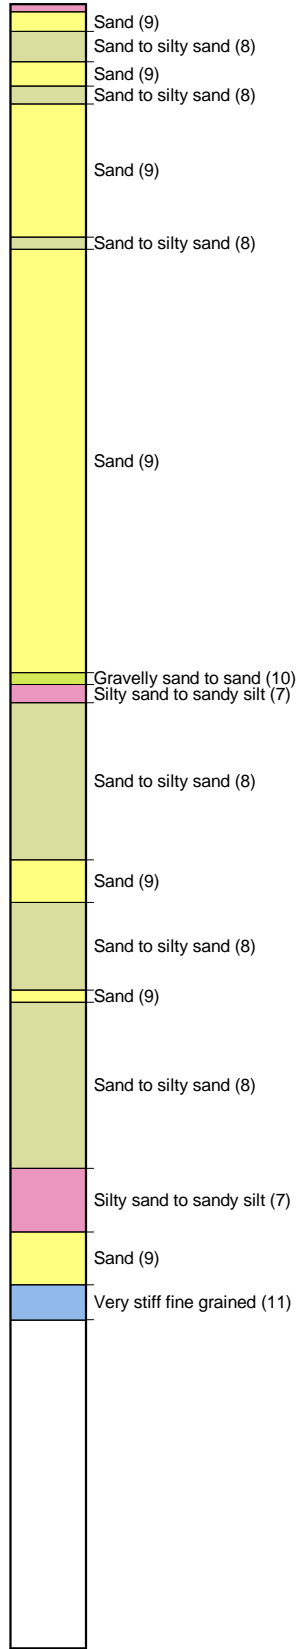 Sand (9)
Sand to silty sand (8)
Sand (9)
Sand to silty sand (8)
Sand (9)
Sand to silty sand (8)
Sand (9)
Gravelly sand to sand (10)
Silty sand to sandy silt (7)
Sand to silty sand (8)
Sand (9)
Sand to silty sand (8)
Sand (9)
Sand to silty sand (8)
Silty sand to sandy silt (7)
Sand (9)
Very stiff fine grained (11)